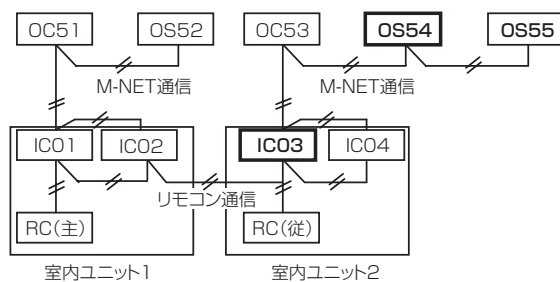 OC51 OS52 OC53 OS54 OS55
M-NET通信 M-NET通信
IC01 IC02 IC03 IC04
リモコン通信
RC(主) RC(従)
室内ユニット1 室内ユニット2